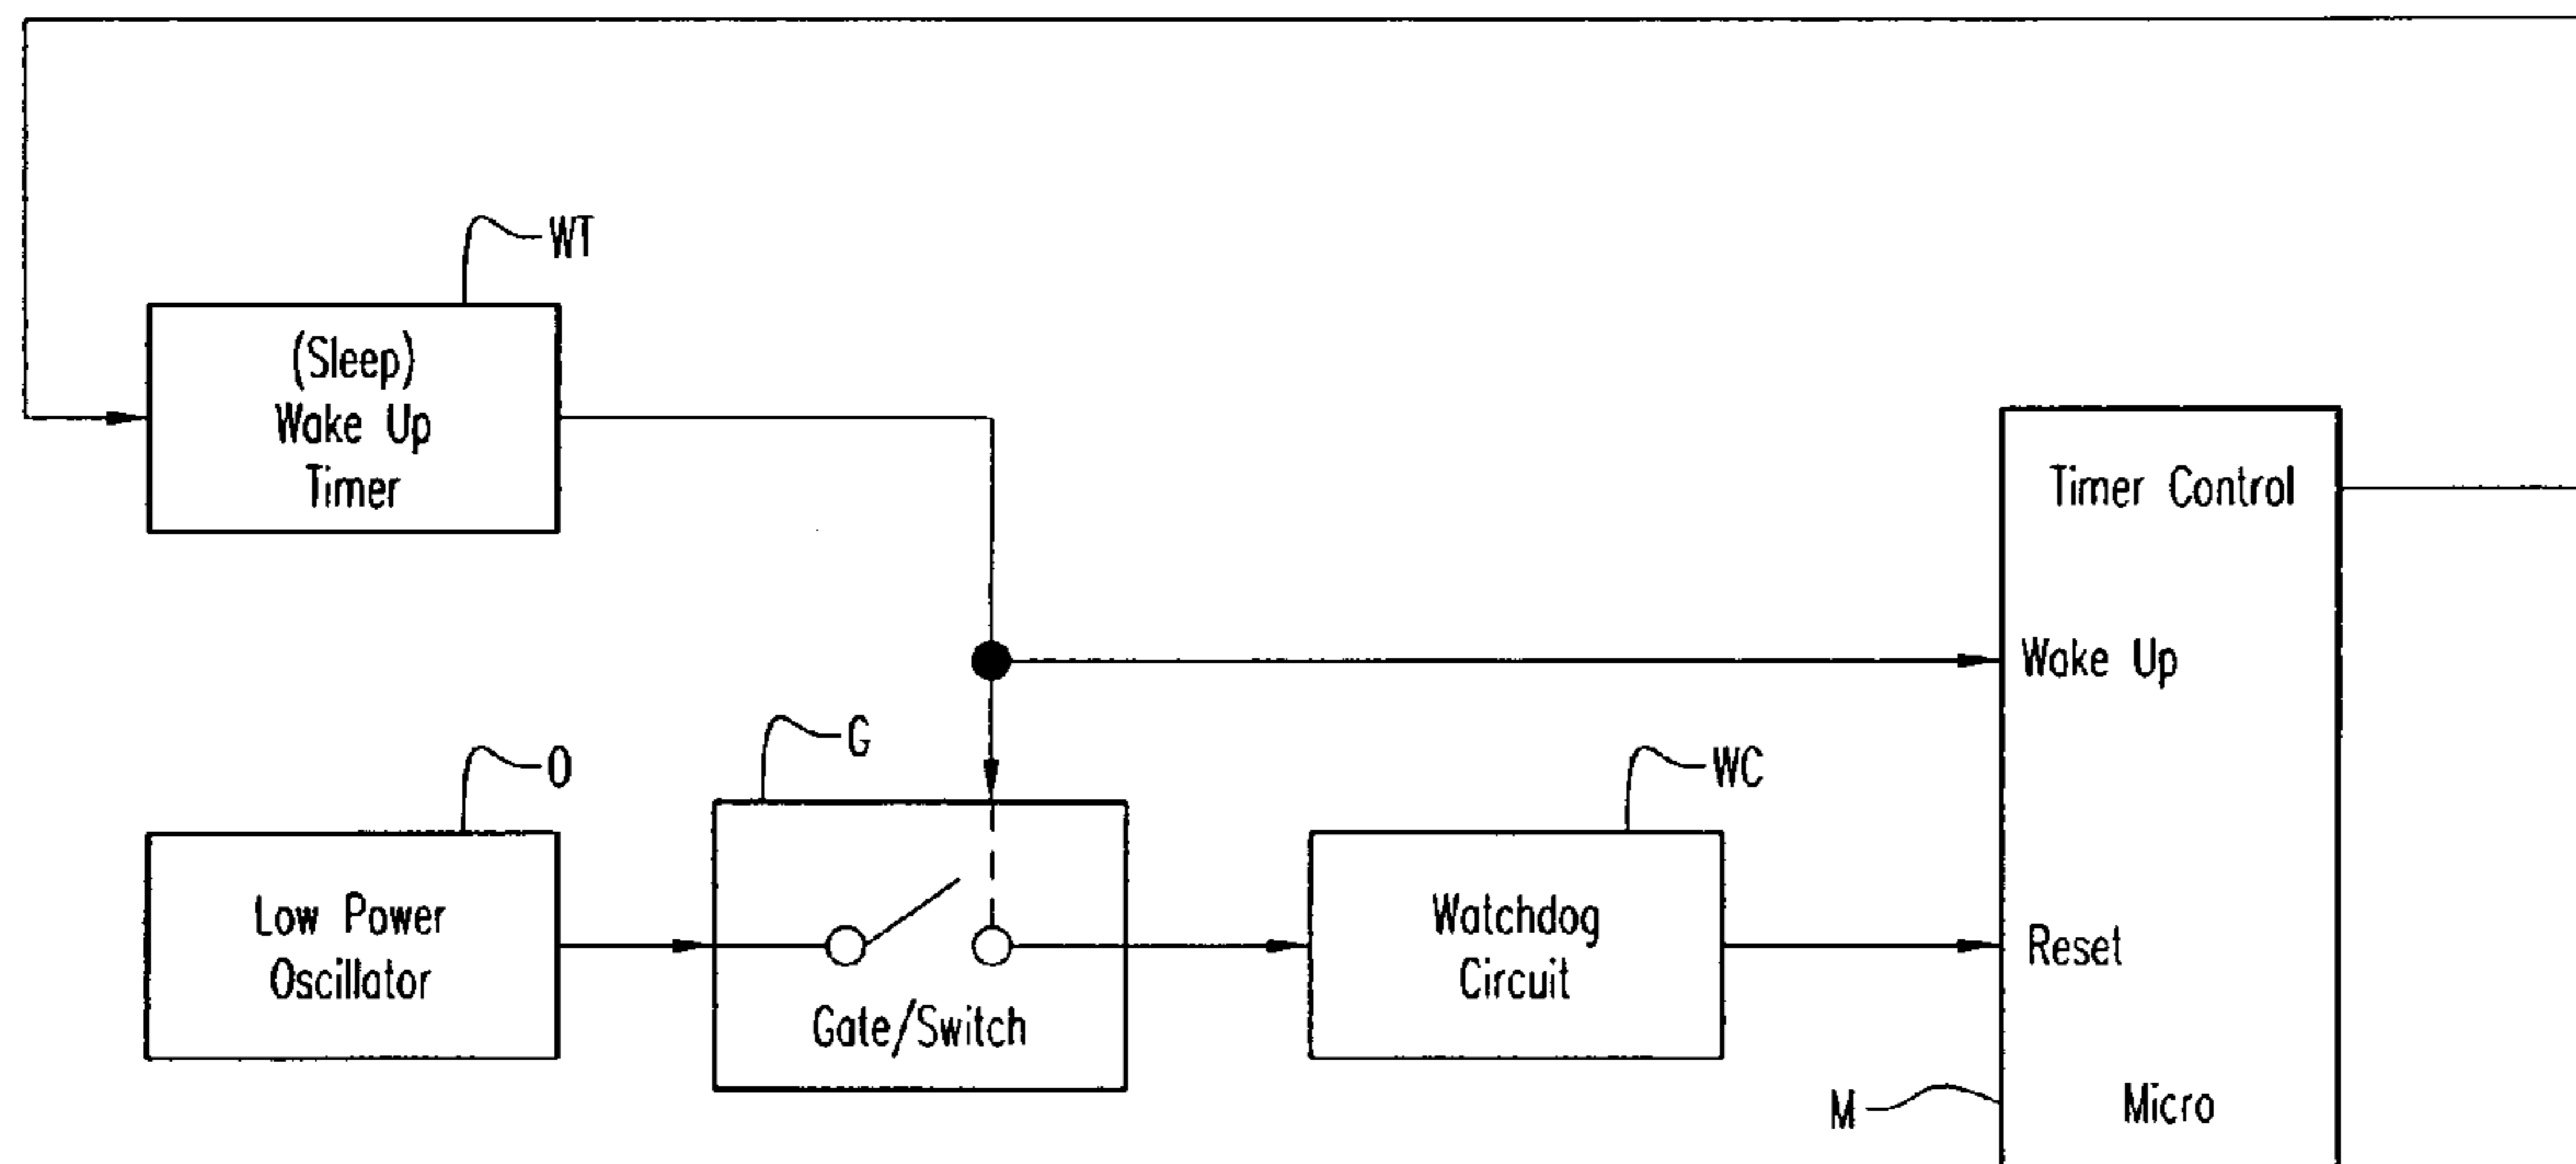 WT
(Sleep)
Wake Up
Timer
Timer Control
Wake Up
G
O
WC
Low Power
Oscillator
Gate/Switch
Watchdog
Circuit
Reset
M
Micro